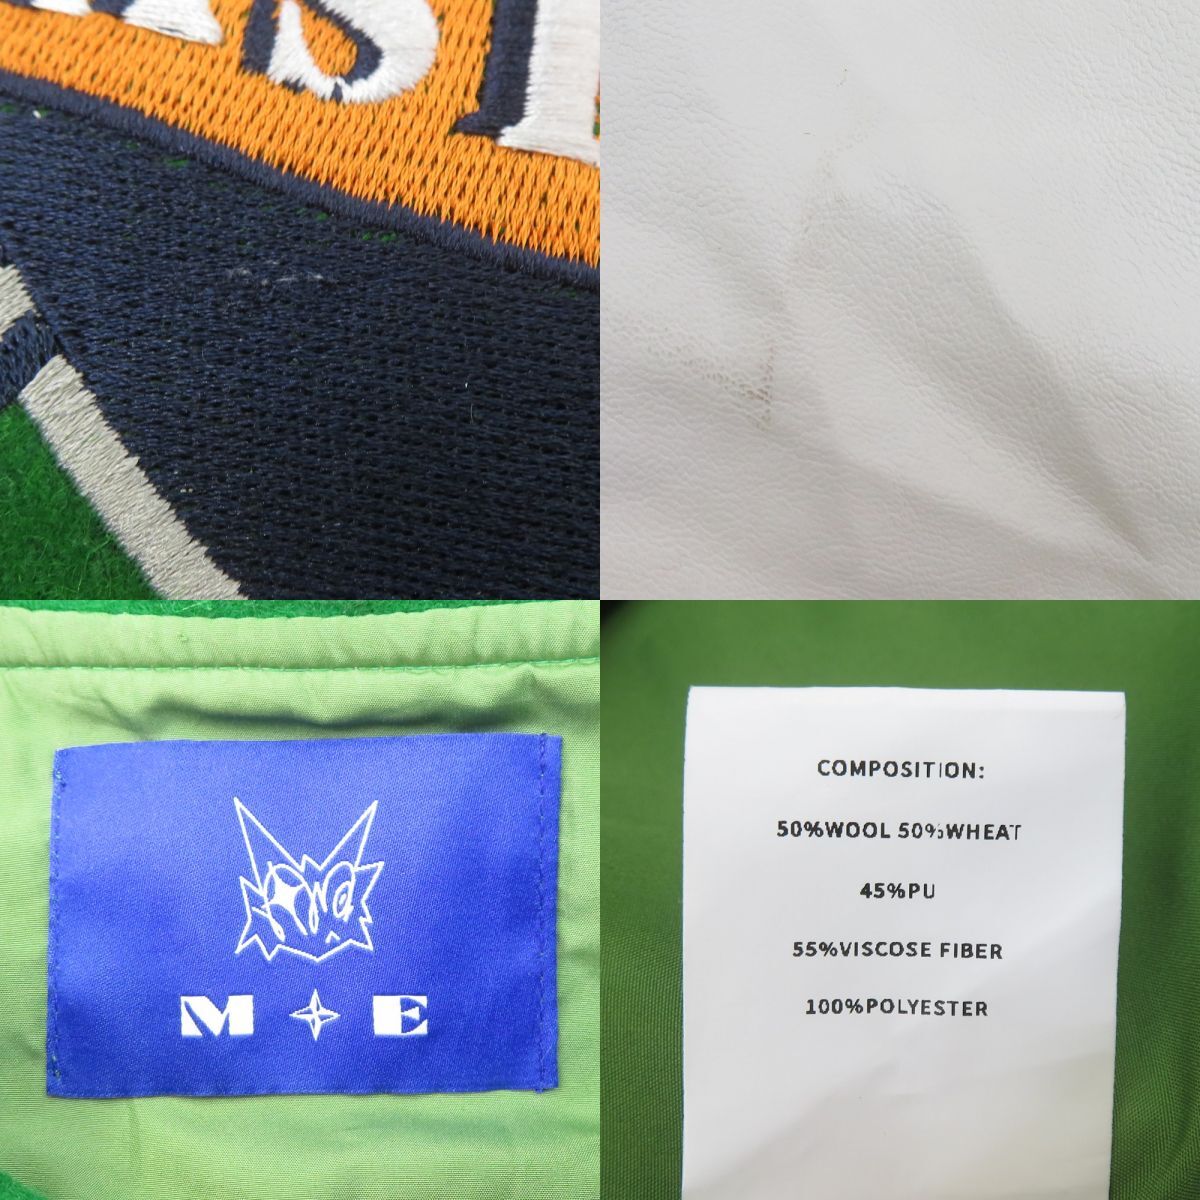 S
M E
COMPOSITION:
50%WOOL 50%WHEAT
45%PU
55%VISCOSE FIBER
100%POLYESTER